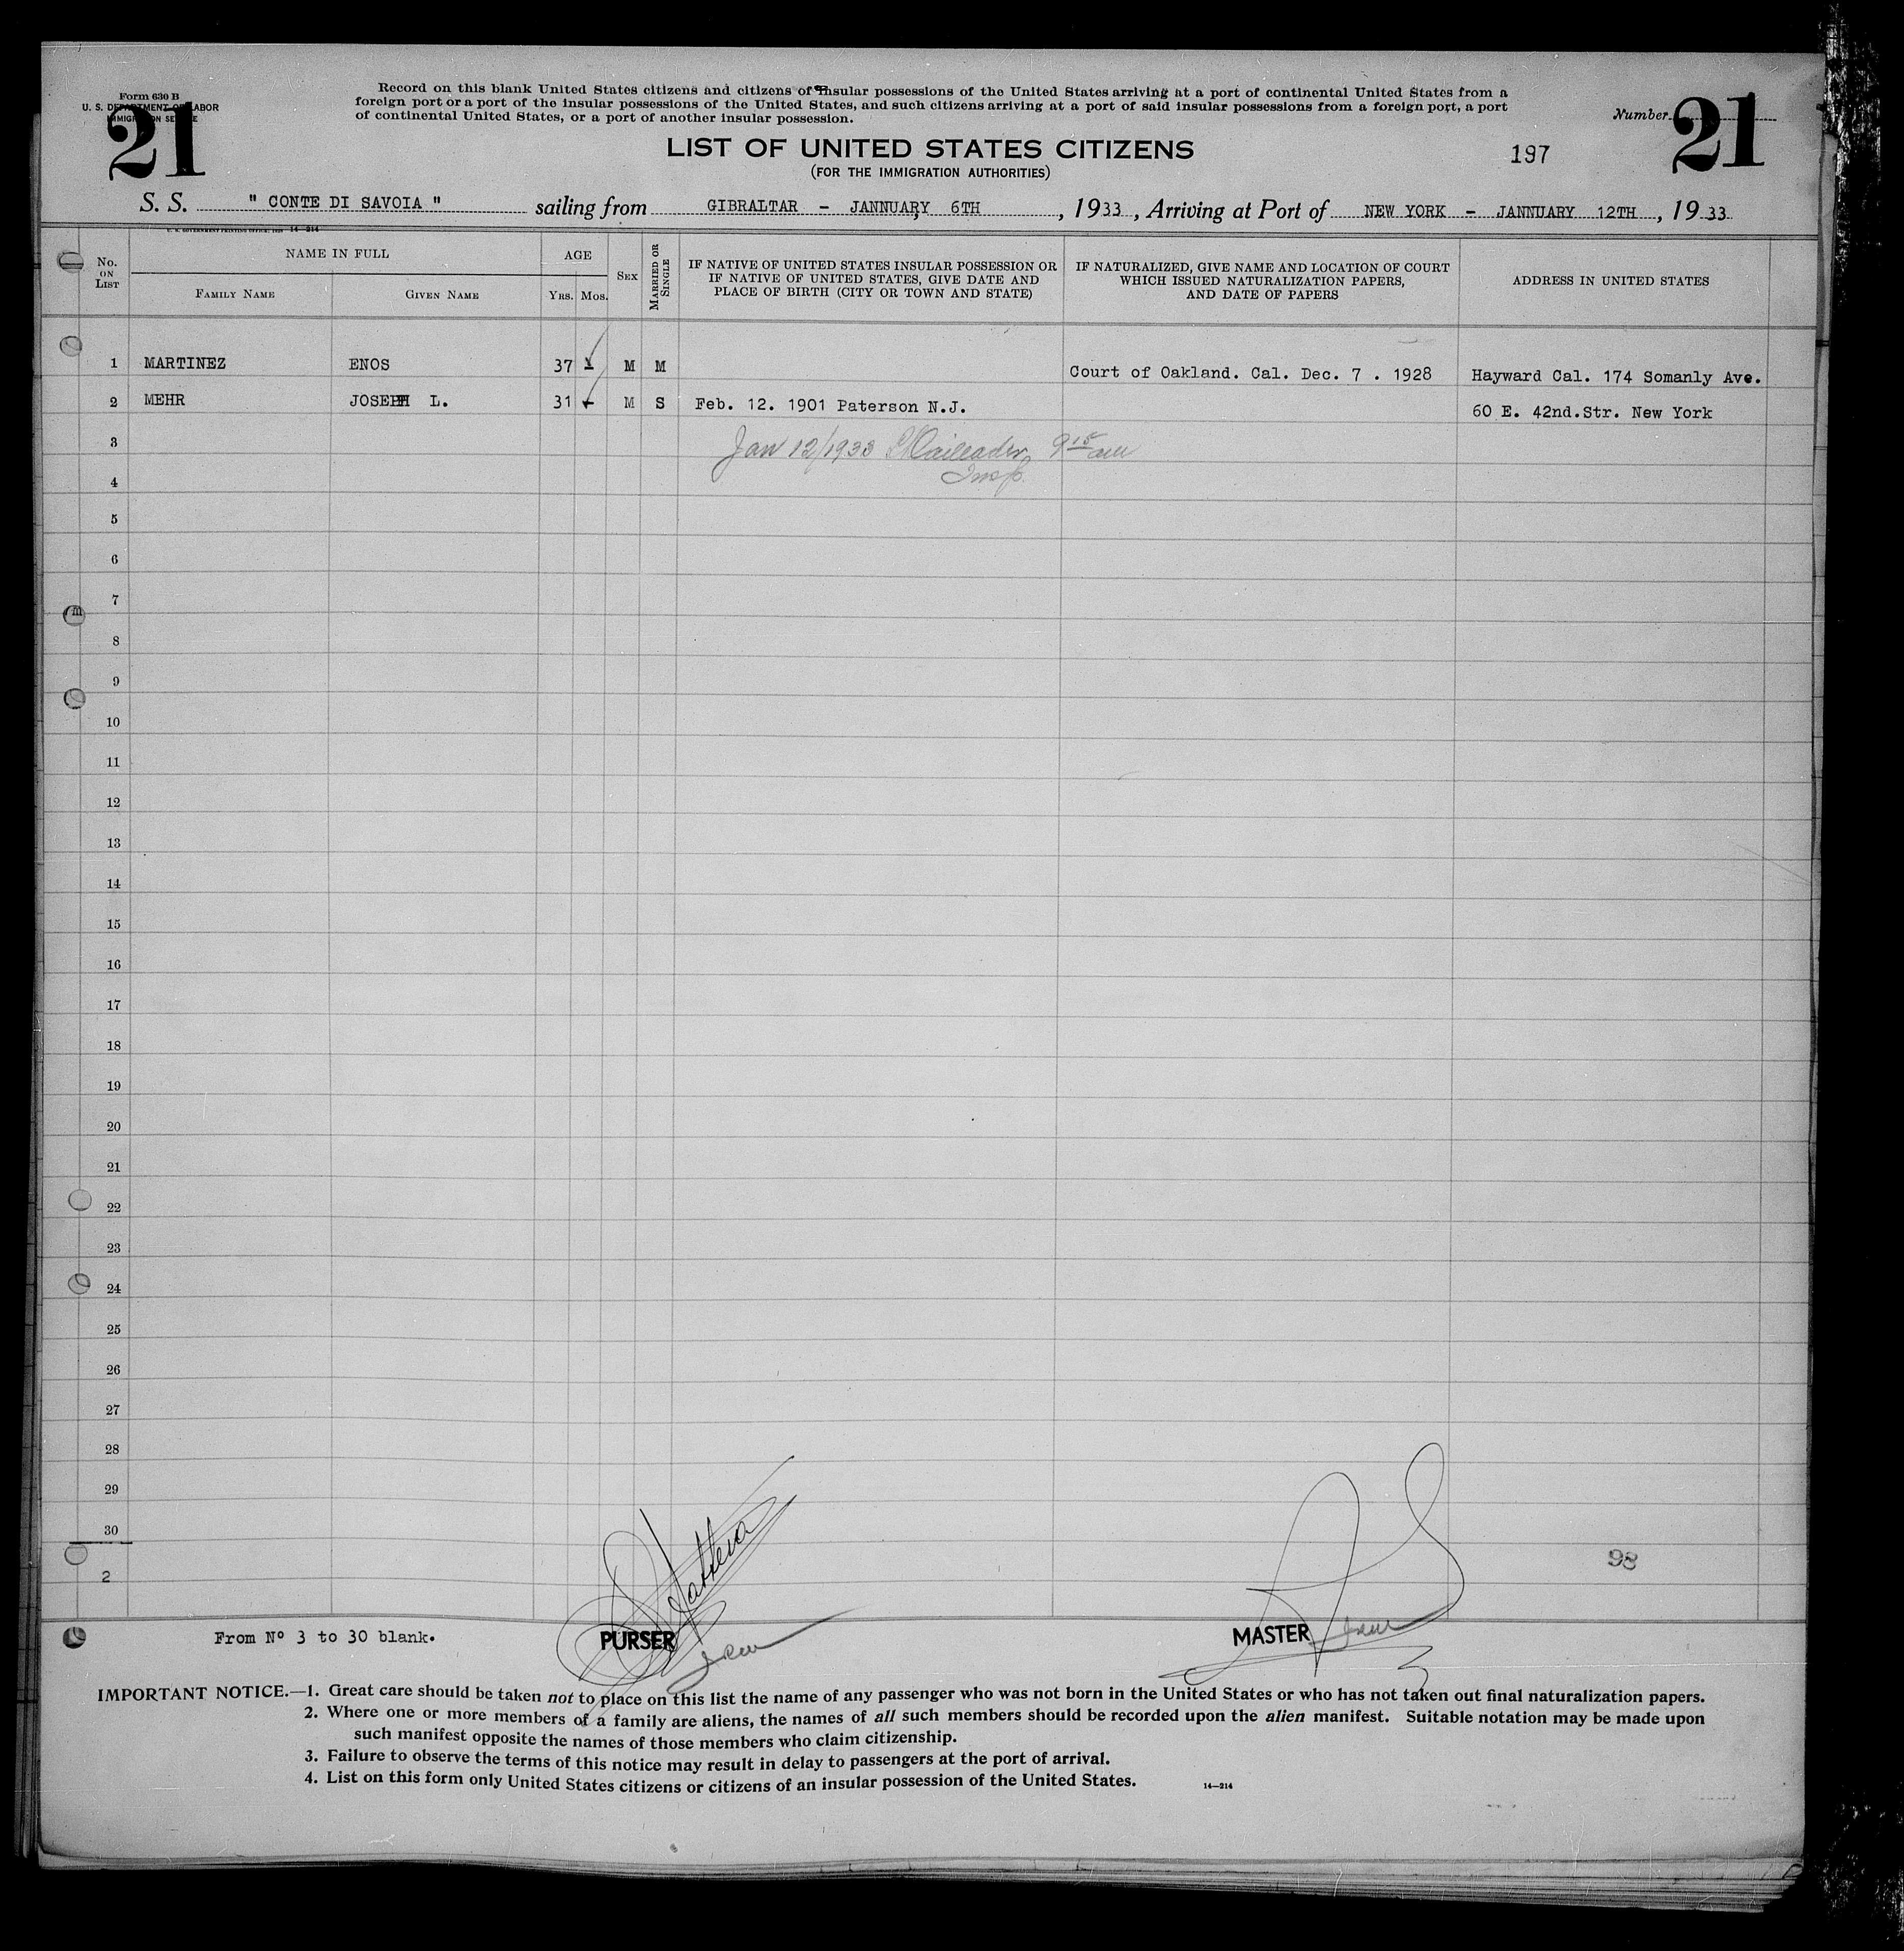 Form 630 B
U. S. DEPARTMENT OF LABOR
IMMIGRATION SERVICE
21
Record on this blank United States citizens and citizens of insular possessions of the United States arriving at a port of continental United States from a
foreign port or a port of the insular possessions of the United States, and such citizens arriving at a port of said insular possessions from a foreign port, a port
of continental United States, or a port of another insular possession.
Number 21
LIST OF UNITED STATES CITIZENS
(FOR THE IMMIGRATION AUTHORITIES)
197
S. S. " CONTE DI SAVOIA " sailing from GIBRALTAR - JANNUARY 6TH , 1933, Arriving at Port of NEW YORK - JANNUARY 12TH , 1933
U. S. GOVERNMENT PRINTING OFFICE: 14-214
No. ON LIST
NAME IN FULL
FAMILY NAME
GIVEN NAME
AGE
YRS. MOS.
SEX
MARRIED OR SINGLE
IF NATIVE OF UNITED STATES INSULAR POSSESSION OR
IF NATIVE OF UNITED STATES, GIVE DATE AND
PLACE OF BIRTH (CITY OR TOWN AND STATE)
IF NATURALIZED, GIVE NAME AND LOCATION OF COURT
WHICH ISSUED NATURALIZATION PAPERS,
AND DATE OF PAPERS
ADDRESS IN UNITED STATES
1 MARTINEZ ENOS 37 M M Court of Oakland. Cal. Dec. 7 . 1928 Hayward Cal. 174 Somanly Ave.
2 MEHR JOSEPH L. 31 M S Feb. 12. 1901 Paterson N.J. 60 E. 42nd.Str. New York
3 Jan 12/1933 9 15 am
Insp.
4
5
6
7
8
9
10
11
12
13
14
15
16
17
18
19
20
21
22
23
24
25
26
27
28
29
30
98
2
From Nº 3 to 30 blank.
PURSER
MASTER
IMPORTANT NOTICE.—1. Great care should be taken not to place on this list the name of any passenger who was not born in the United States or who has not taken out final naturalization papers.
2. Where one or more members of a family are aliens, the names of all such members should be recorded upon the alien manifest. Suitable notation may be made upon
such manifest opposite the names of those members who claim citizenship.
3. Failure to observe the terms of this notice may result in delay to passengers at the port of arrival.
4. List on this form only United States citizens or citizens of an insular possession of the United States.
14—214